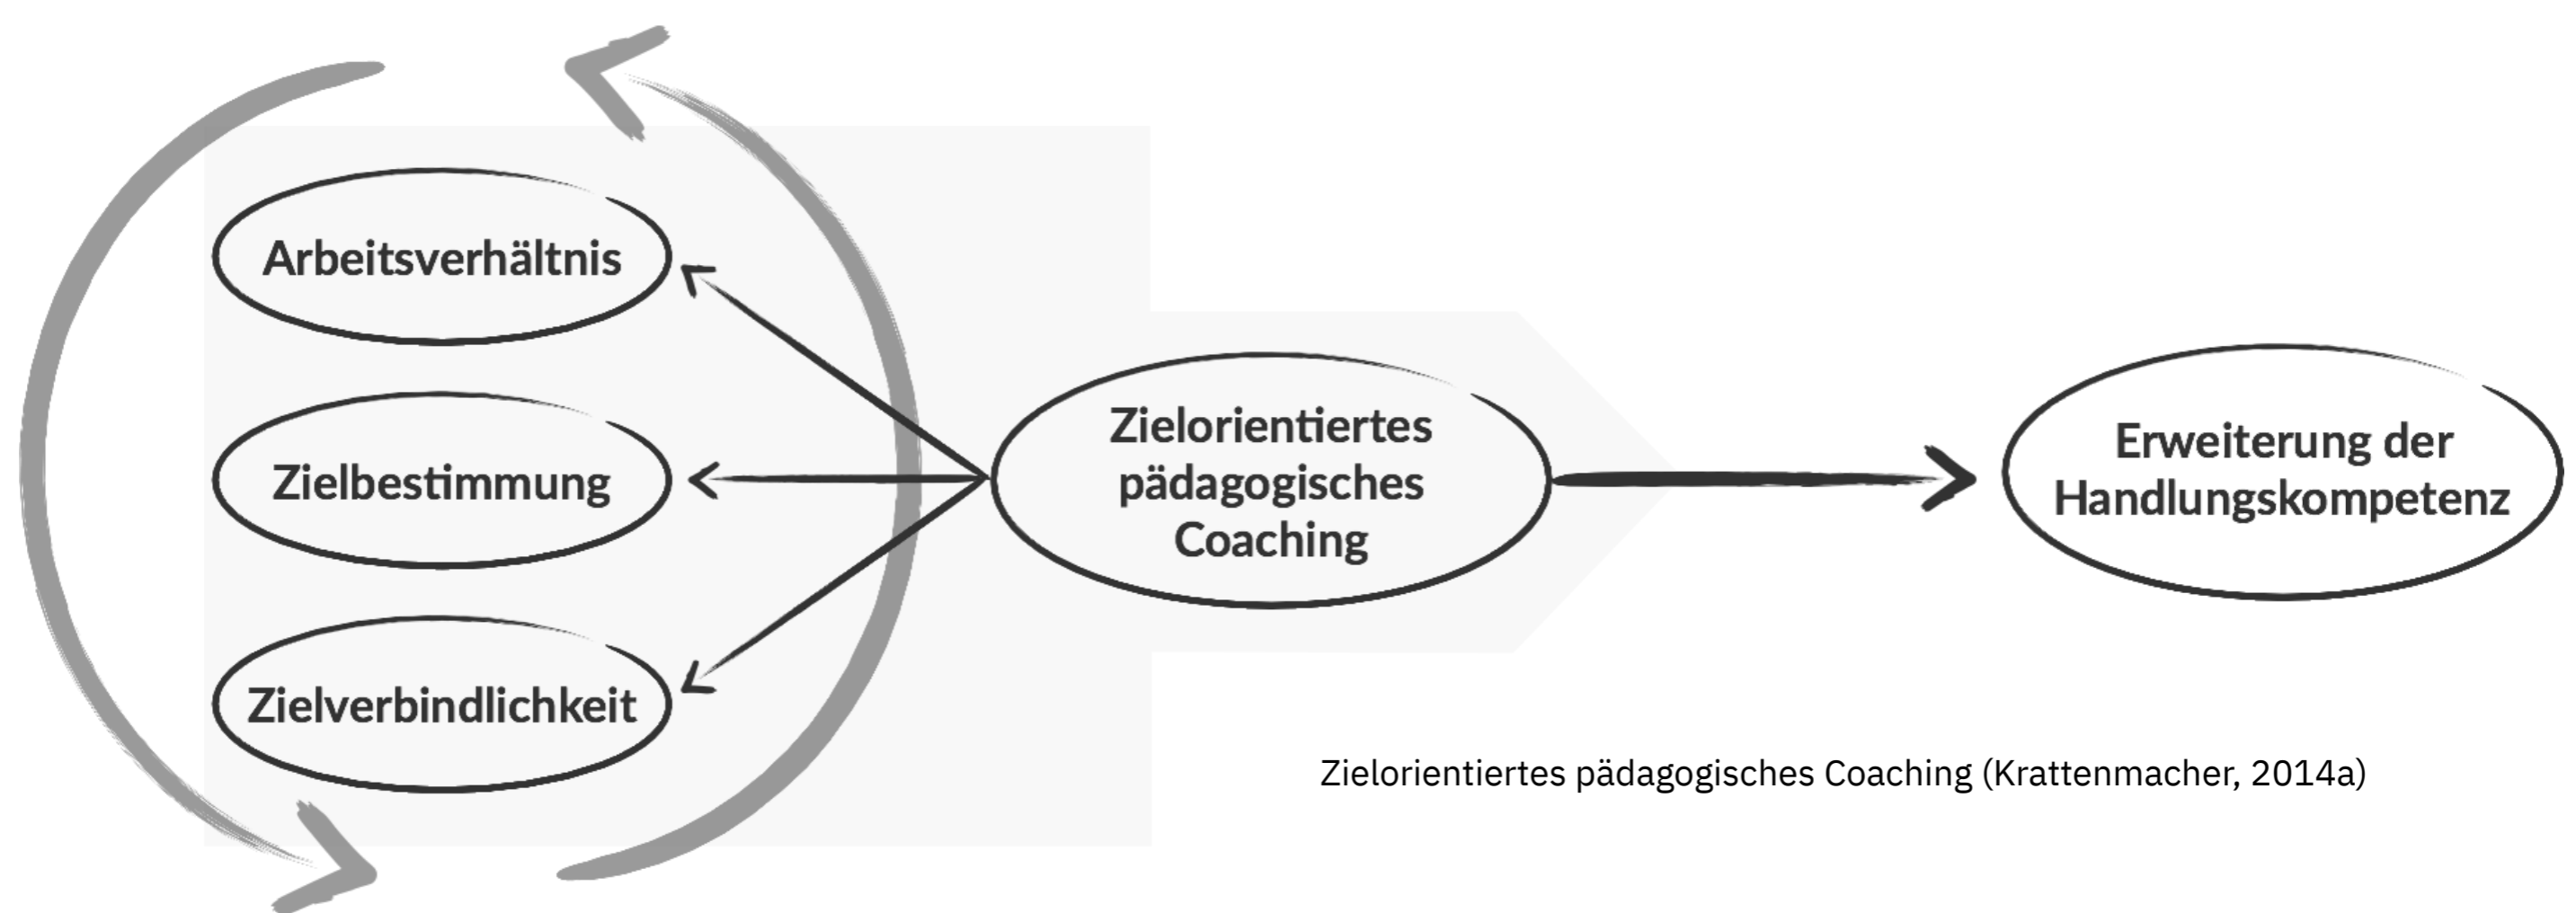 Arbeitsverhältnis
Zielbestimmung
Zielverbindlichkeit
Zielorientiertes
pädagogisches
Coaching
Erweiterung der
Handlungskompetenz
Zielorientiertes pädagogisches Coaching (Krattenmacher, 2014a)